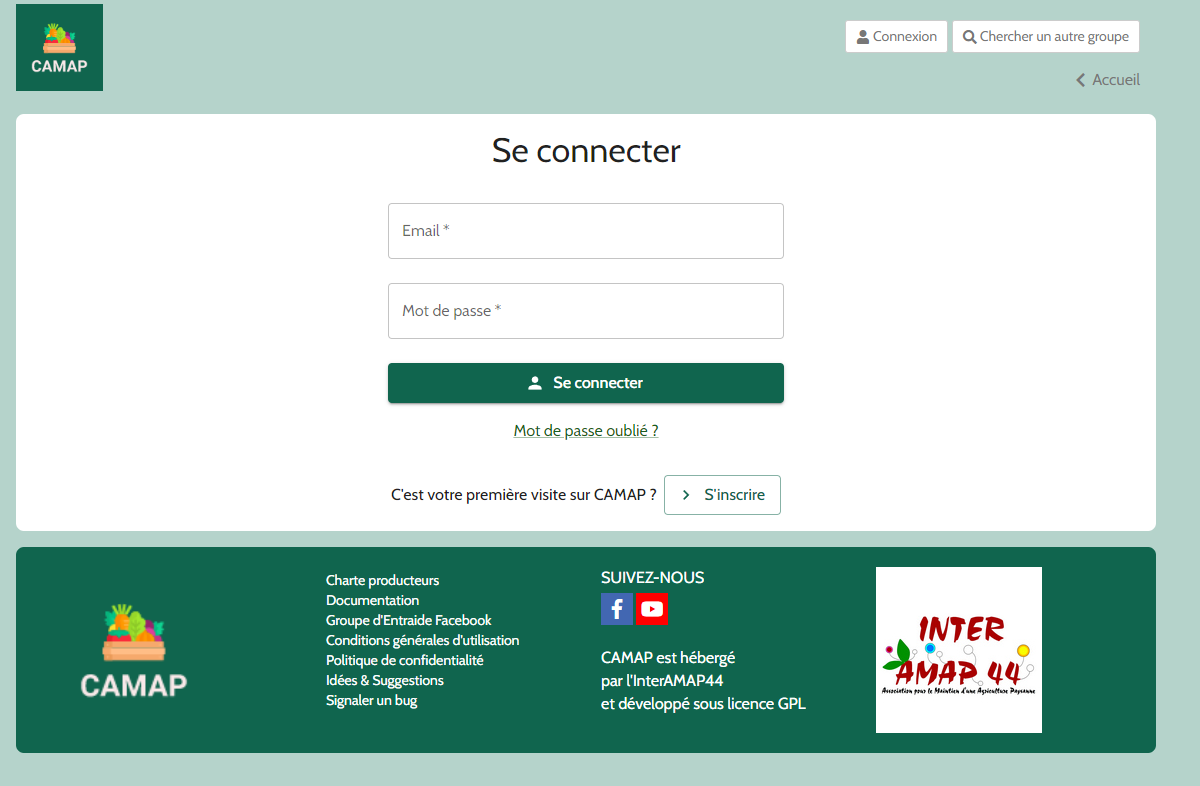 CAMAP
Connexion
Chercher un autre groupe
Accueil
Se connecter
Email *
Mot de passe *
Se connecter
Mot de passe oublié ?
C'est votre première visite sur CAMAP ?
S'inscrire
CAMAP
Charte producteurs
Documentation
Groupe d'Entraide Facebook
Conditions générales d'utilisation
Politique de confidentialité
Idées & Suggestions
Signaler un bug
SUIVEZ-NOUS
CAMAP est hébergé
par l'InterAMAP44
et développé sous licence GPL
INTER
AMAP 44
Association pour le Maintien d'une Agriculture Paysanne